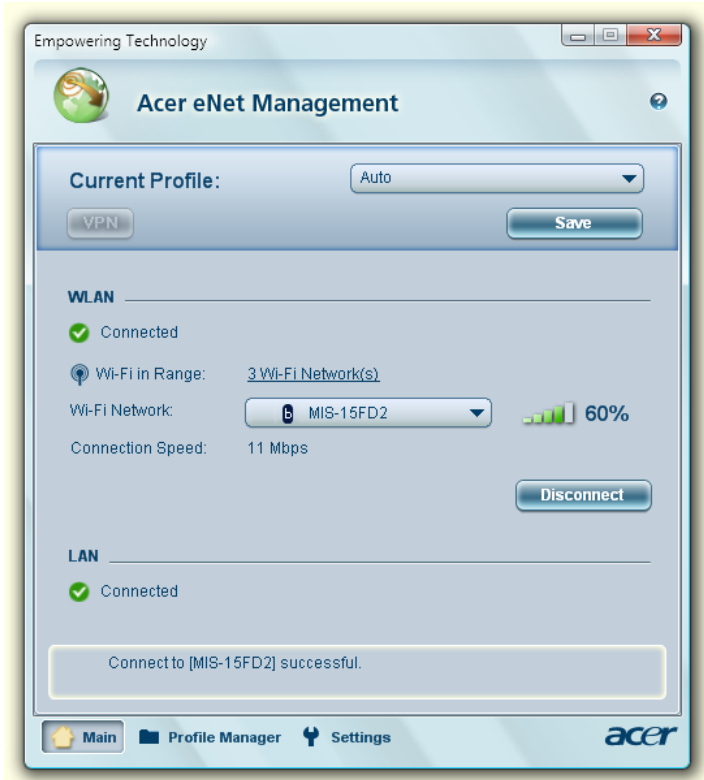 Empowering Technology
Acer eNet Management
Current Profile:
Auto
VPN
Save
WLAN
Connected
Wi-Fi in Range:
3 Wi-Fi Network(s)
Wi-Fi Network:
b MIS-15FD2
60%
Connection Speed:
11 Mbps
Disconnect
LAN
Connected
Connect to [MIS-15FD2] successful.
Main
Profile Manager
Settings
acer